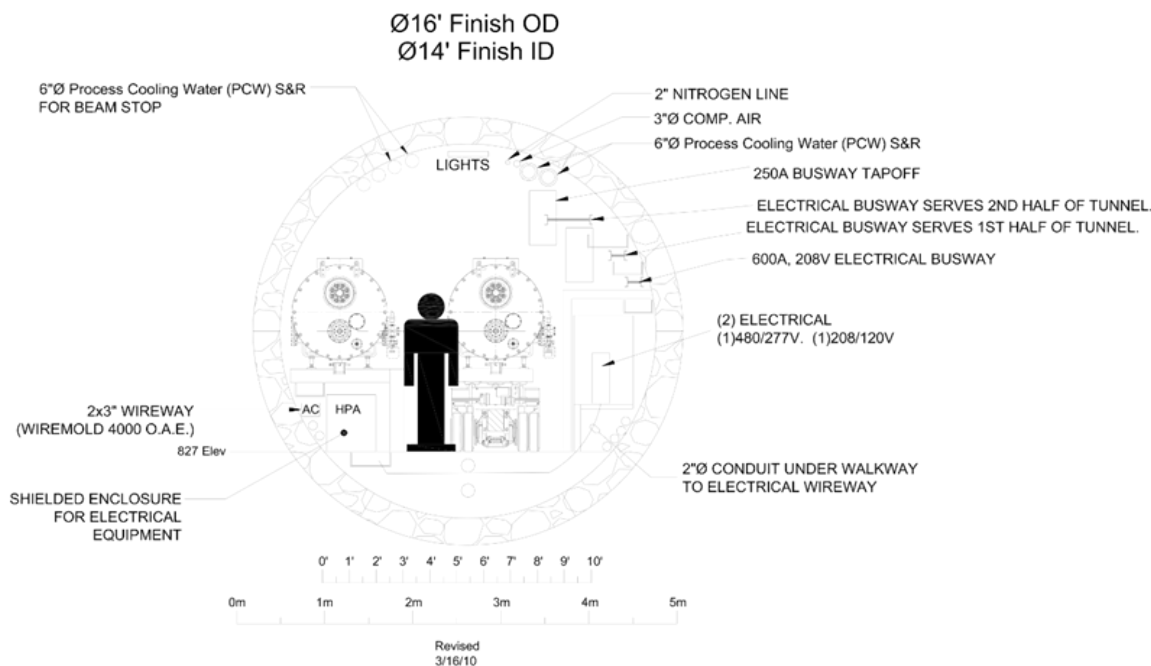 Ø16' Finish OD
Ø14' Finish ID
6"Ø Process Cooling Water (PCW) S&R
FOR BEAM STOP
2" NITROGEN LINE
3"Ø COMP. AIR
6"Ø Process Cooling Water (PCW) S&R
LIGHTS
250A BUSWAY TAPOFF
ELECTRICAL BUSWAY SERVES 2ND HALF OF TUNNEL.
ELECTRICAL BUSWAY SERVES 1ST HALF OF TUNNEL.
600A, 208V ELECTRICAL BUSWAY
(2) ELECTRICAL
(1)480/277V. (1)208/120V
2x3" WIREWAY
(WIREMOLD 4000 O.A.E.)
AC HPA
827 Elev
2"Ø CONDUIT UNDER WALKWAY
TO ELECTRICAL WIREWAY
SHIELDED ENCLOSURE
FOR ELECTRICAL
EQUIPMENT
0' 1' 2' 3' 4' 5' 6' 7' 8' 9' 10'
0m 1m 2m 3m 4m 5m
Revised
3/16/10